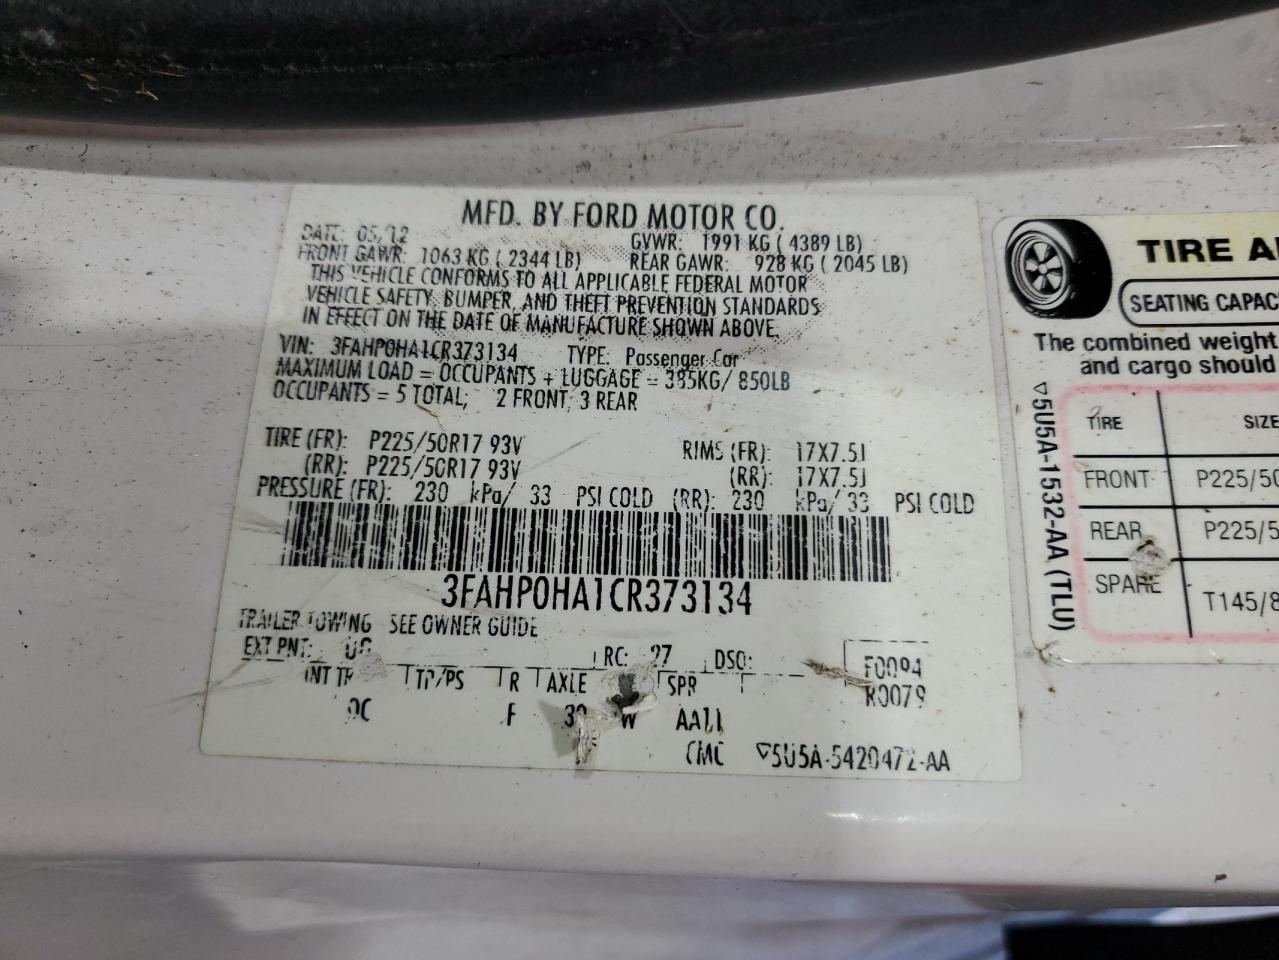 MFD. BY FORD MOTOR CO.
DATE: 05/12 GVWR: 1991 KG ( 4389 LB)
FRONT GAWR: 1063 KG ( 2344 LB) REAR GAWR: 928 KG ( 2045 LB)
THIS VEHICLE CONFORMS TO ALL APPLICABLE FEDERAL MOTOR
VEHICLE SAFETY, BUMPER, AND THEFT PREVENTION STANDARDS
IN EFFECT ON THE DATE OF MANUFACTURE SHOWN ABOVE.
VIN: 3FAHP0HA1CR373134 TYPE: Passenger Car
MAXIMUM LOAD = OCCUPANTS + LUGGAGE = 385KG/ 850LB
OCCUPANTS = 5 TOTAL; 2 FRONT; 3 REAR
TIRE (FR): P225/50R17 93V RIMS (FR): 17X7.5J
(RR): P225/50R17 93V (RR): 17X7.5J
PRESSURE (FR): 230 kPa/ 33 PSI COLD (RR): 230 kPa/ 33 PSI COLD
3FAHP0HA1CR373134
TRAILER TOWING SEE OWNER GUIDE
EXT PNT: RC: 27 DSO: F0094
INT TR TP/PS R AXLE SPR R0079
F W AA11
CMC ▽5U5A-5420472-AA
TIRE A
SEATING CAPAC
The combined weight
and cargo should
▽5U5A-1532-AA (TLU)
TIRE SIZE
FRONT P225/50
REAR P225/5
SPARE T145/8